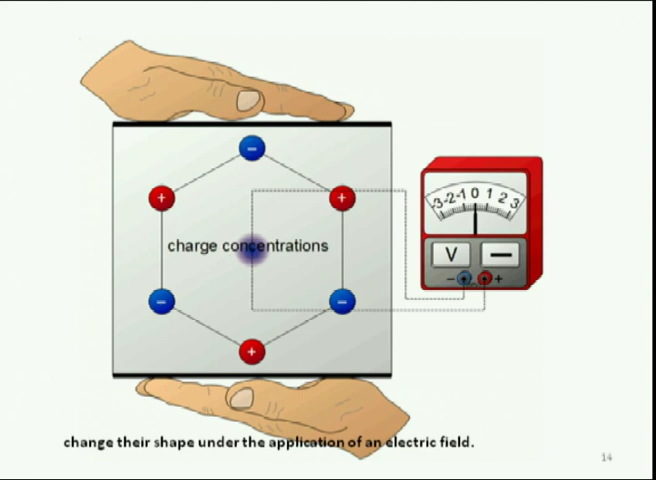 −
+
+
-3 -2 -1 0 1 2 3
charge concentrations
V −
− +
−
−
+
change their shape under the application of an electric field.
14